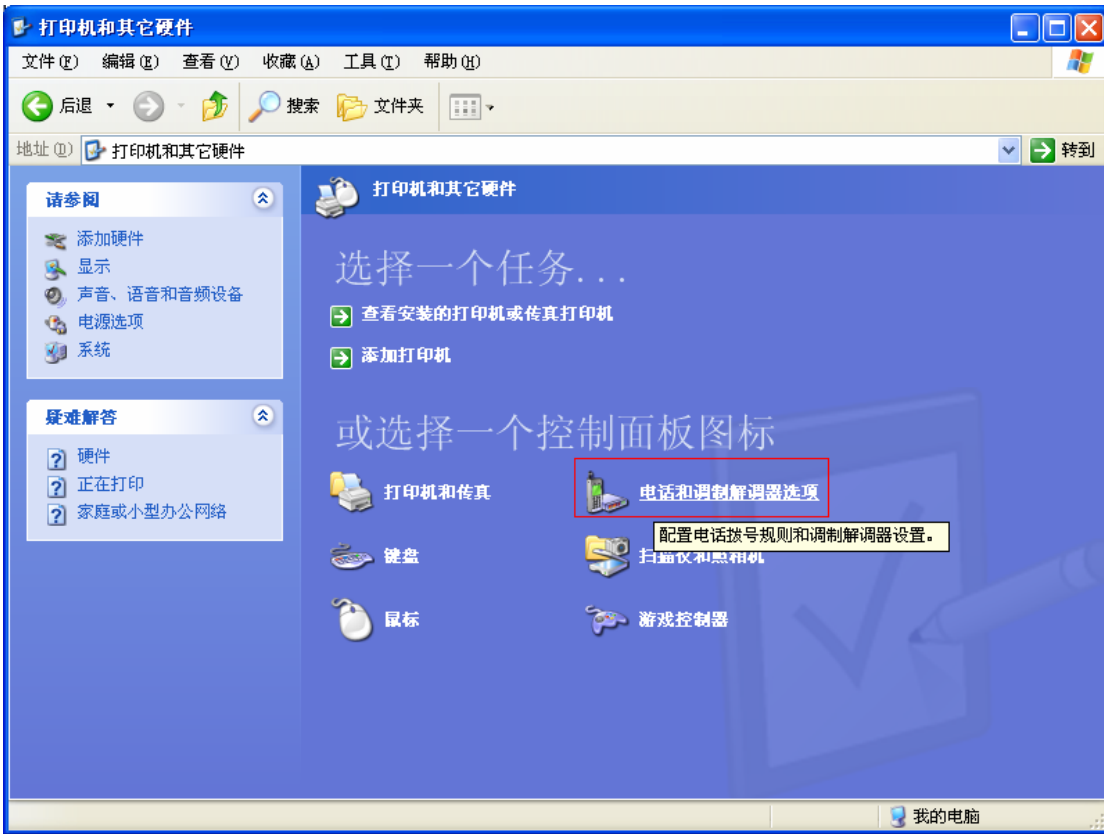 打印机和其它硬件
文件(F) 编辑(E) 查看(V) 收藏(A) 工具(T) 帮助(H)
后退 搜索 文件夹
地址(D) 打印机和其它硬件 转到
请参阅
添加硬件
显示
声音、语音和音频设备
电源选项
系统
疑难解答
硬件
正在打印
家庭或小型办公网络
打印机和其它硬件
选择一个任务...
查看安装的打印机或传真打印机
添加打印机
或选择一个控制面板图标
打印机和传真 电话和调制解调器选项
配置电话拨号规则和调制解调器设置。
键盘 扫描仪和照相机
鼠标 游戏控制器
我的电脑